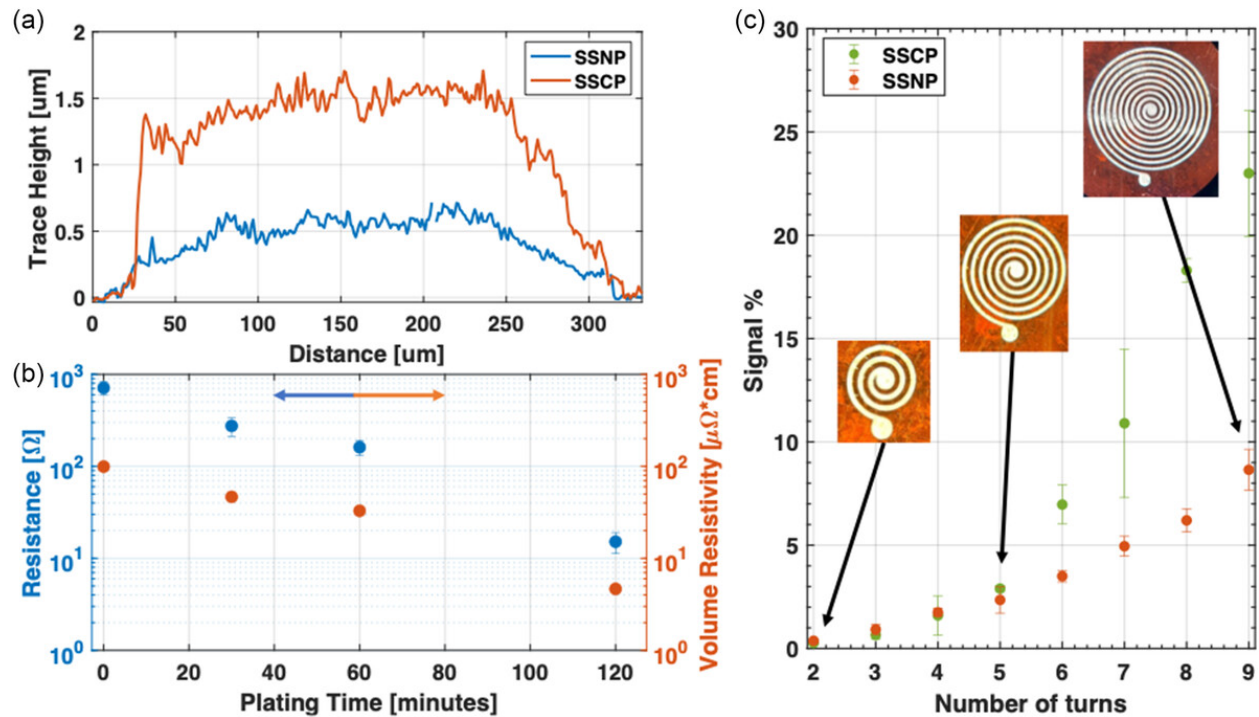 (a)
2
1.5
1
0.5
0
Trace Height [um]
SSNP
SSCP
0 50 100 150 200 250 300
Distance [um]
(b)
10³
10²
10¹
10⁰
Resistance [Ω]
10³
10²
10¹
10⁰
Volume Resistivity [μΩ*cm]
0 20 40 60 80 100 120
Plating Time [minutes]
(c)
30
25
20
15
10
5
0
Signal %
SSCP
SSNP
2 3 4 5 6 7 8 9
Number of turns